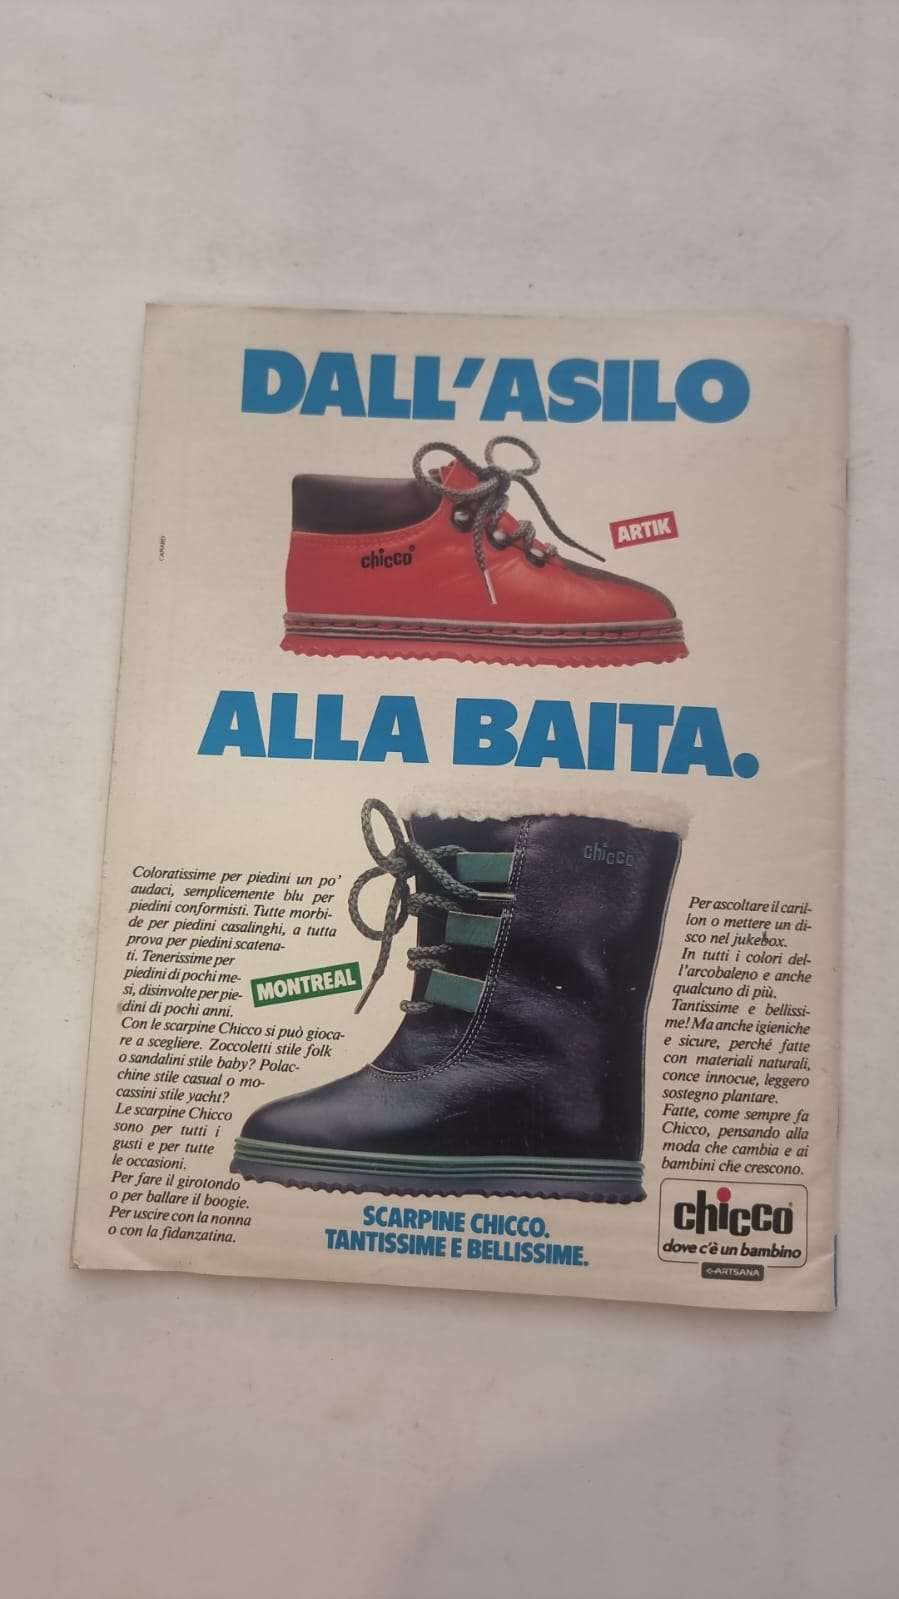 DALL'ASILO
ARTIK
chicco
CANARD
ALLA BAITA.
chicco
Coloratissime per piedini un po'
audaci, semplicemente blu per
piedini conformisti. Tutte morbi-
de per piedini casalinghi, a tutta
prova per piedini scatena-
ti. Tenerissime per
piedini di pochi me-
si, disinvolte per pie-
dini di pochi anni.
Con le scarpine Chicco si può gioca-
re a scegliere. Zoccoletti stile folk
o sandalini stile baby? Polac-
chine stile casual o mo-
cassini stile yacht?
Le scarpine Chicco
sono per tutti i
gusti e per tutte
le occasioni.
Per fare il girotondo
o per ballare il boogie.
Per uscire con la nonna
o con la fidanzatina.
MONTREAL
Per ascoltare il caril-
lon o mettere un di-
sco nel jukebox.
In tutti i colori del-
l'arcobaleno e anche
qualcuno di più.
Tantissime e bellissi-
me! Ma anche igieniche
e sicure, perché fatte
con materiali naturali,
conce innocue, leggero
sostegno plantare.
Fatte, come sempre fa
Chicco, pensando alla
moda che cambia e ai
bambini che crescono.
SCARPINE CHICCO.
TANTISSIME E BELLISSIME.
chicco
dove c'è un bambino
ARTSANA